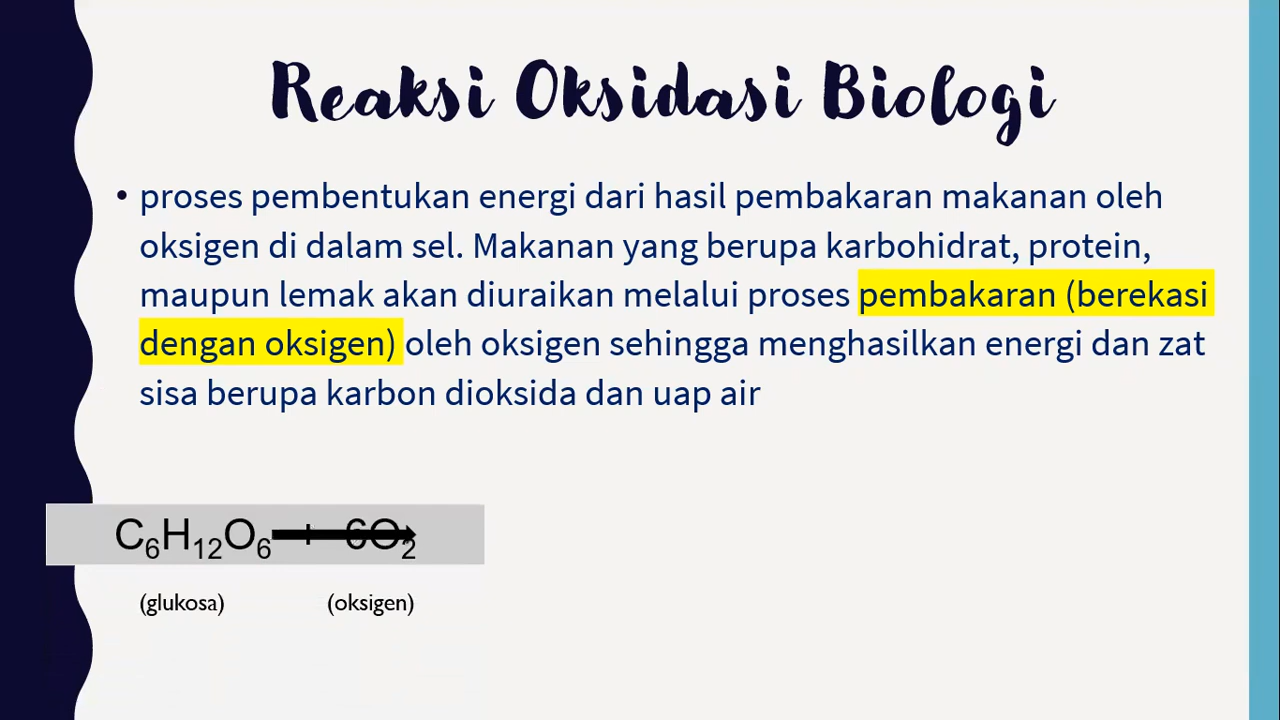 Reaksi Oksidasi Biologi
• proses pembentukan energi dari hasil pembakaran makanan oleh
oksigen di dalam sel. Makanan yang berupa karbohidrat, protein,
maupun lemak akan diuraikan melalui proses pembakaran (berekasi
dengan oksigen) oleh oksigen sehingga menghasilkan energi dan zat
sisa berupa karbon dioksida dan uap air
C₆H₁₂O₆ + 6O₂
(glukosa) (oksigen)